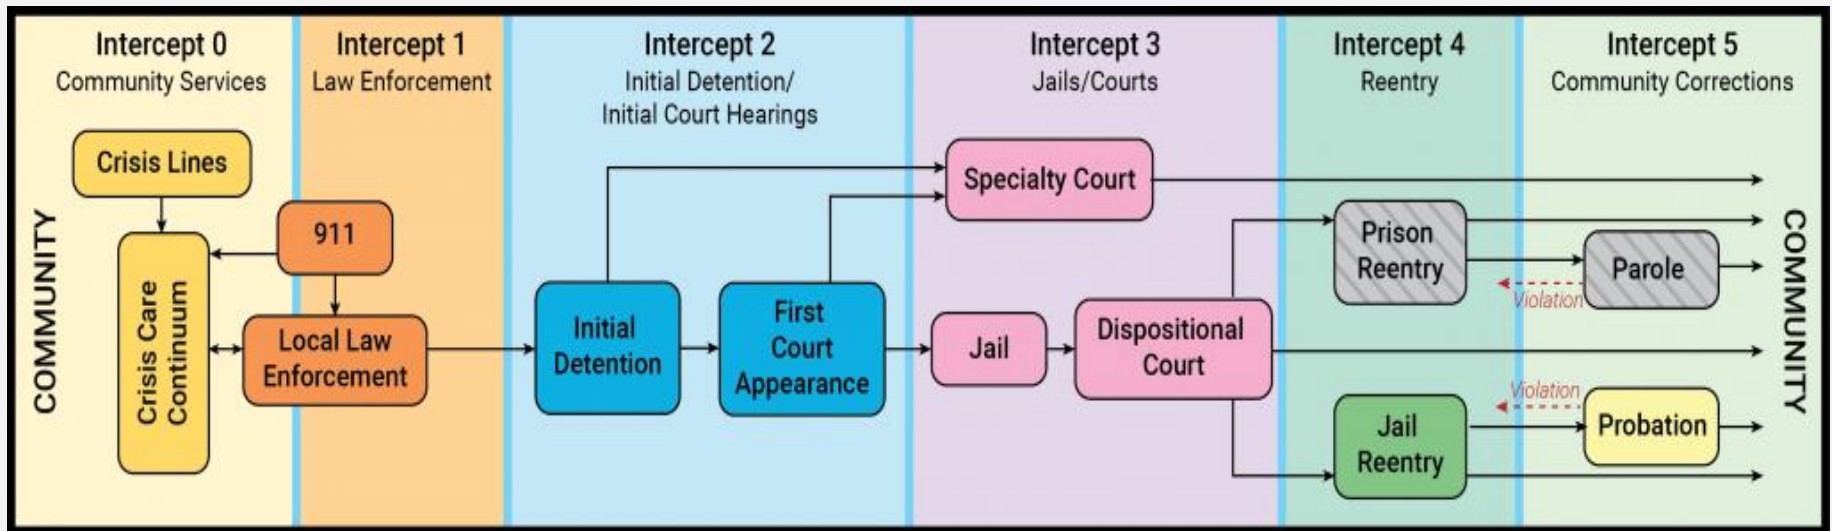 Intercept 0
Community Services
Intercept 1
Law Enforcement
Intercept 2
Initial Detention/
Initial Court Hearings
Intercept 3
Jails/Courts
Intercept 4
Reentry
Intercept 5
Community Corrections
COMMUNITY
Crisis Lines
Crisis Care
Continuum
911
Local Law
Enforcement
Initial
Detention
First
Court
Appearance
Specialty Court
Jail
Dispositional
Court
Prison
Reentry
Jail
Reentry
Parole
Violation
Violation
Probation
COMMUNITY